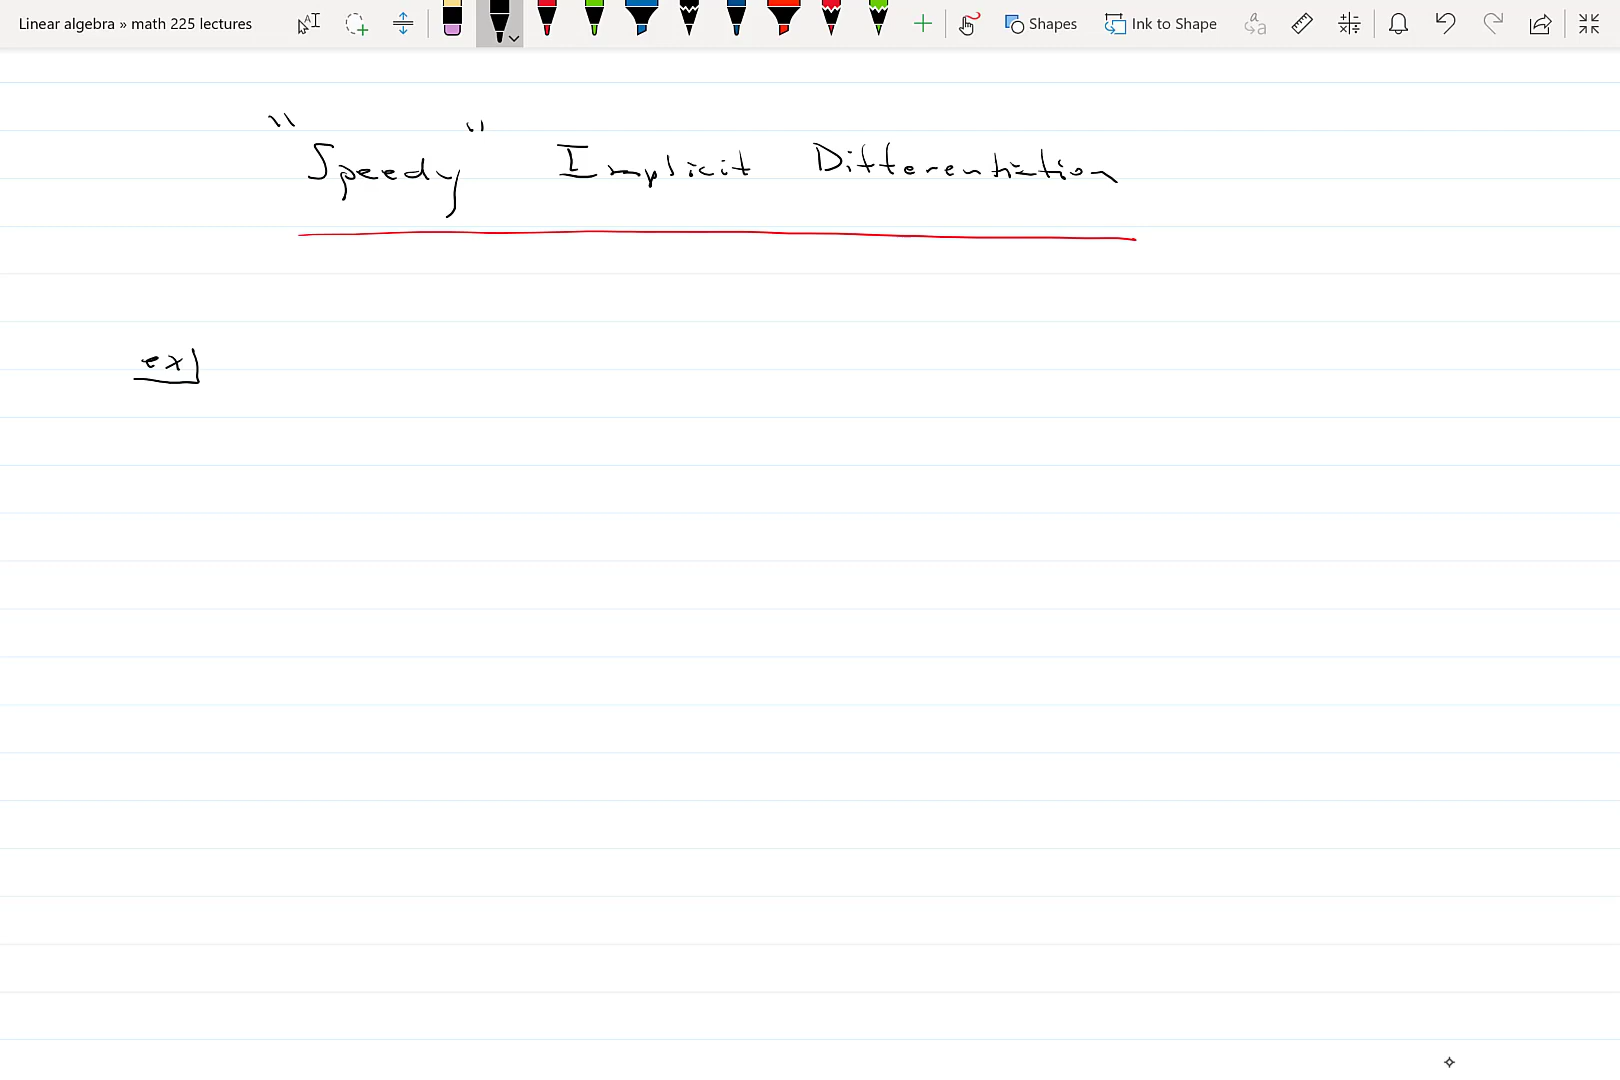 Linear algebra » math 225 lectures
Shapes
Ink to Shape
"Speedy" Implicit Differentiation
ex